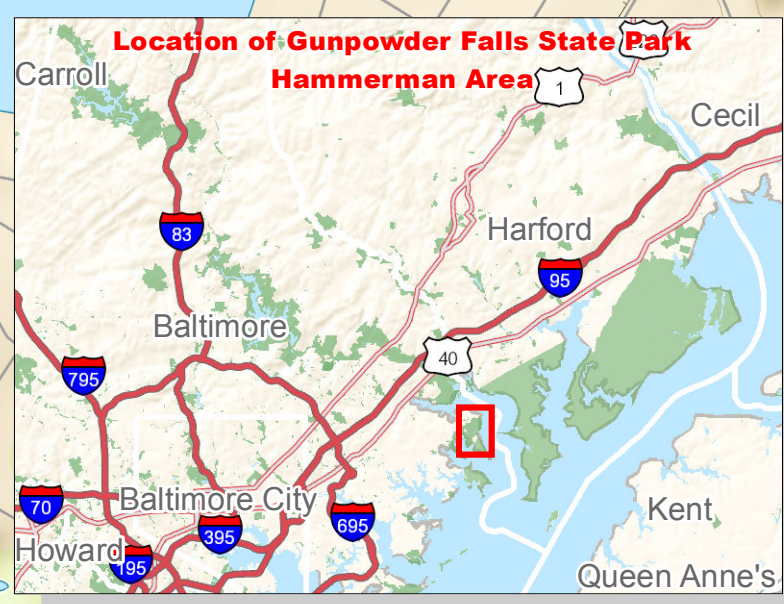 Location of Gunpowder Falls State Park
Hammerman Area
Carroll
1
Cecil
83
Harford
95
Baltimore
40
795
70
Baltimore City
395
695
Kent
Howard
195
Queen Anne's